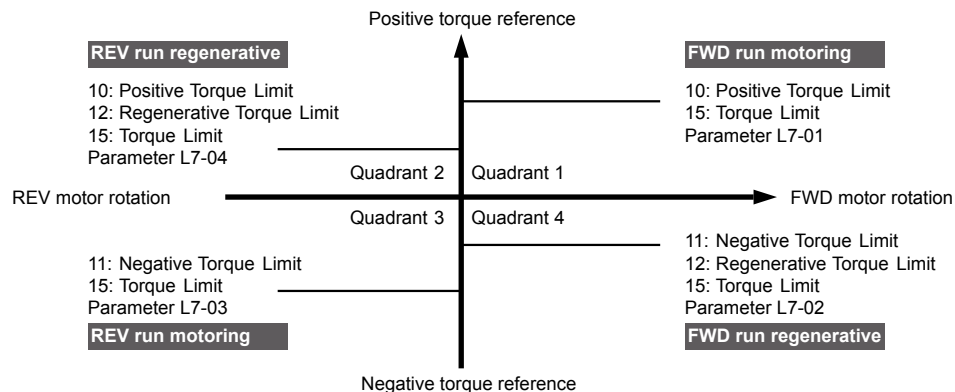 Positive torque reference
REV run regenerative
10: Positive Torque Limit
12: Regenerative Torque Limit
15: Torque Limit
Parameter L7-04
FWD run motoring
10: Positive Torque Limit
15: Torque Limit
Parameter L7-01
Quadrant 2
Quadrant 1
REV motor rotation
FWD motor rotation
Quadrant 3
Quadrant 4
11: Negative Torque Limit
15: Torque Limit
Parameter L7-03
REV run motoring
11: Negative Torque Limit
12: Regenerative Torque Limit
15: Torque Limit
Parameter L7-02
FWD run regenerative
Negative torque reference